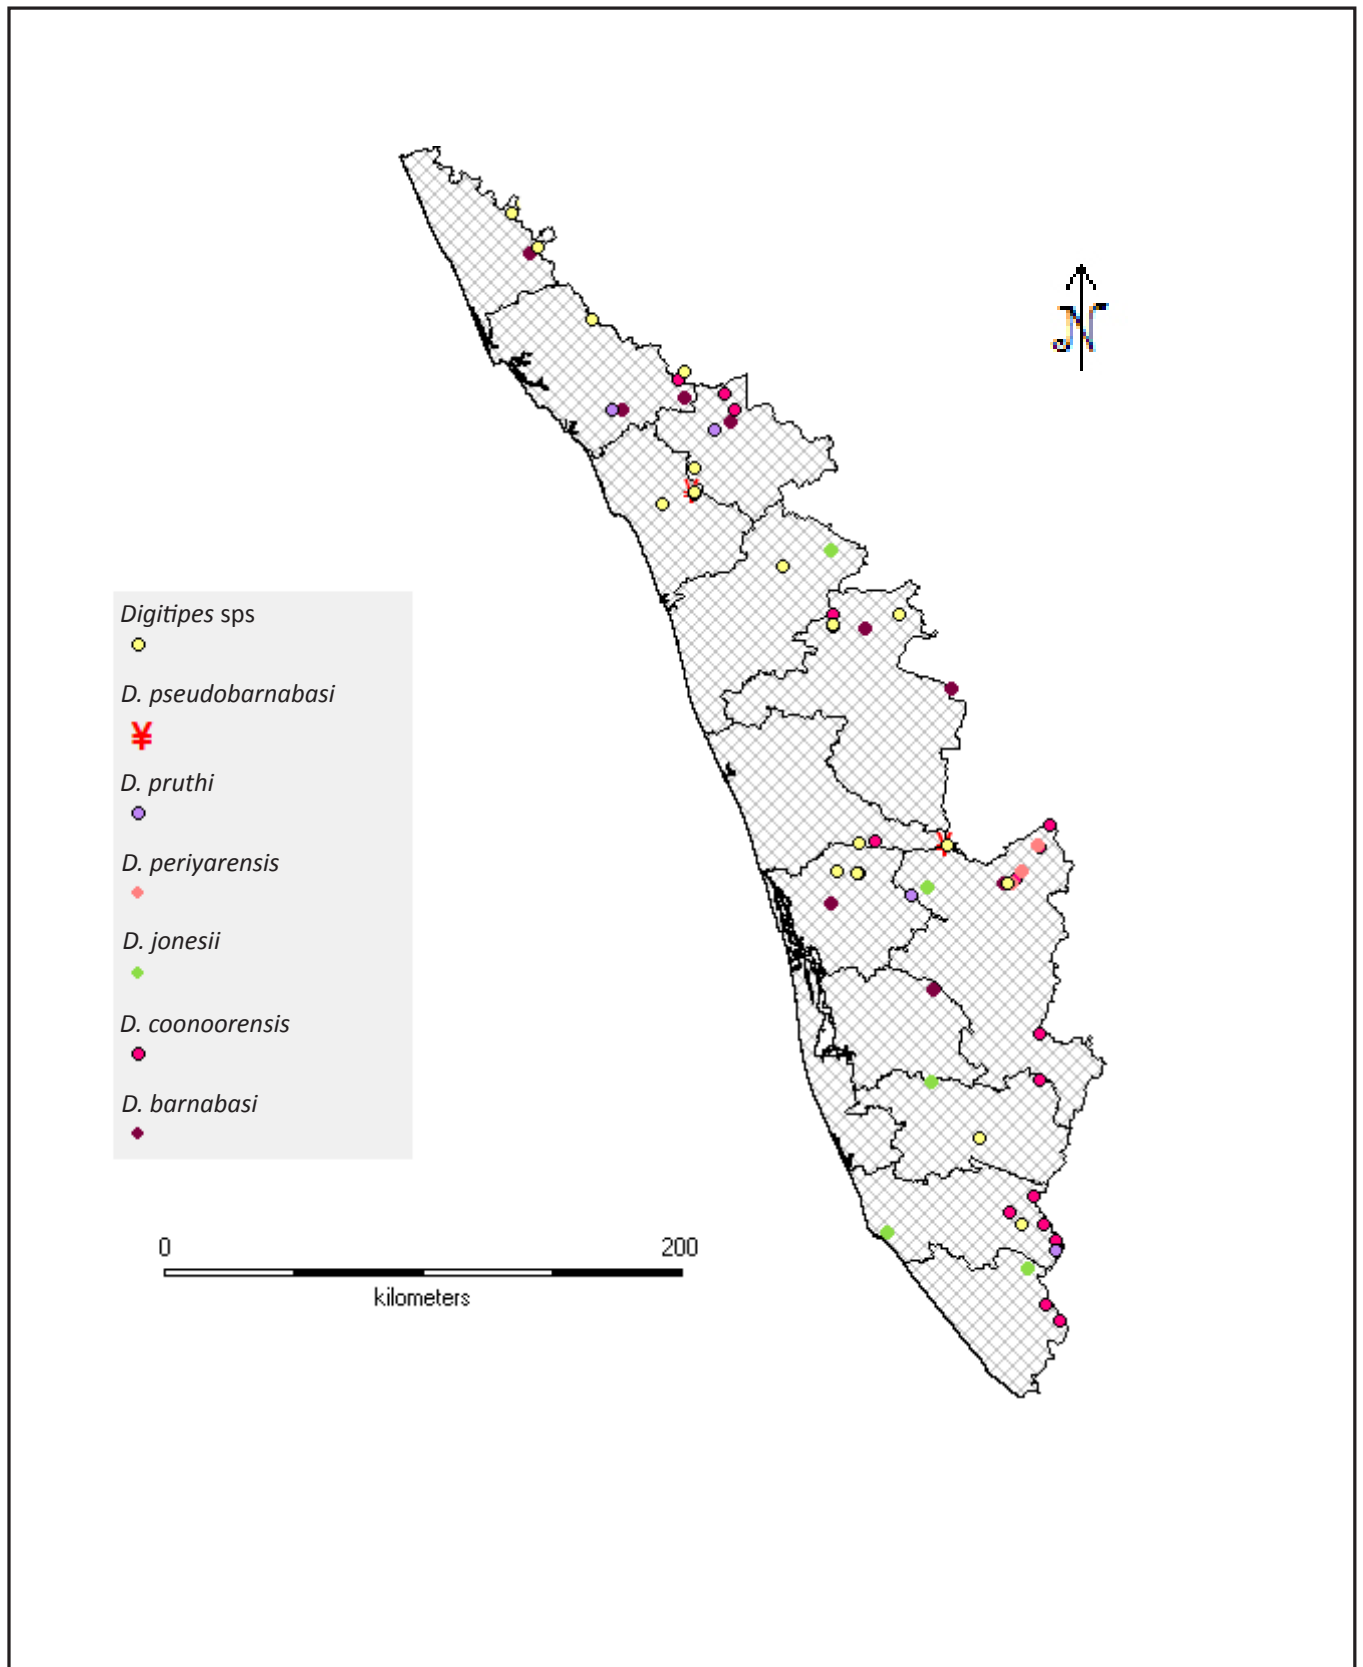 N
Digitipes sps
D. pseudobarnabasi
¥
D. pruthi
D. periyarensis
D. jonesii
D. coonoorensis
D. barnabasi
0 200
kilometers